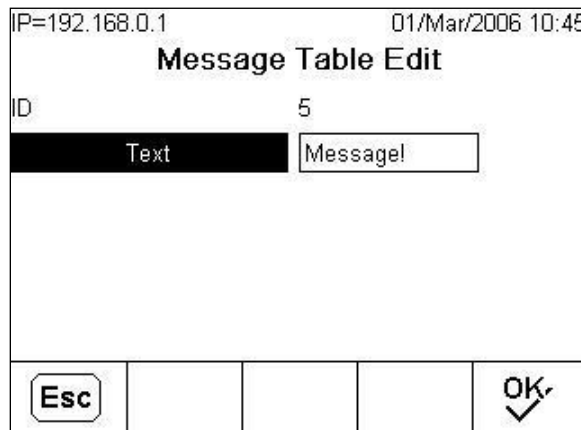 IP=192.168.0.1 01/Mar/2006 10:45
Message Table Edit
ID 5
Text Message!
Esc OK